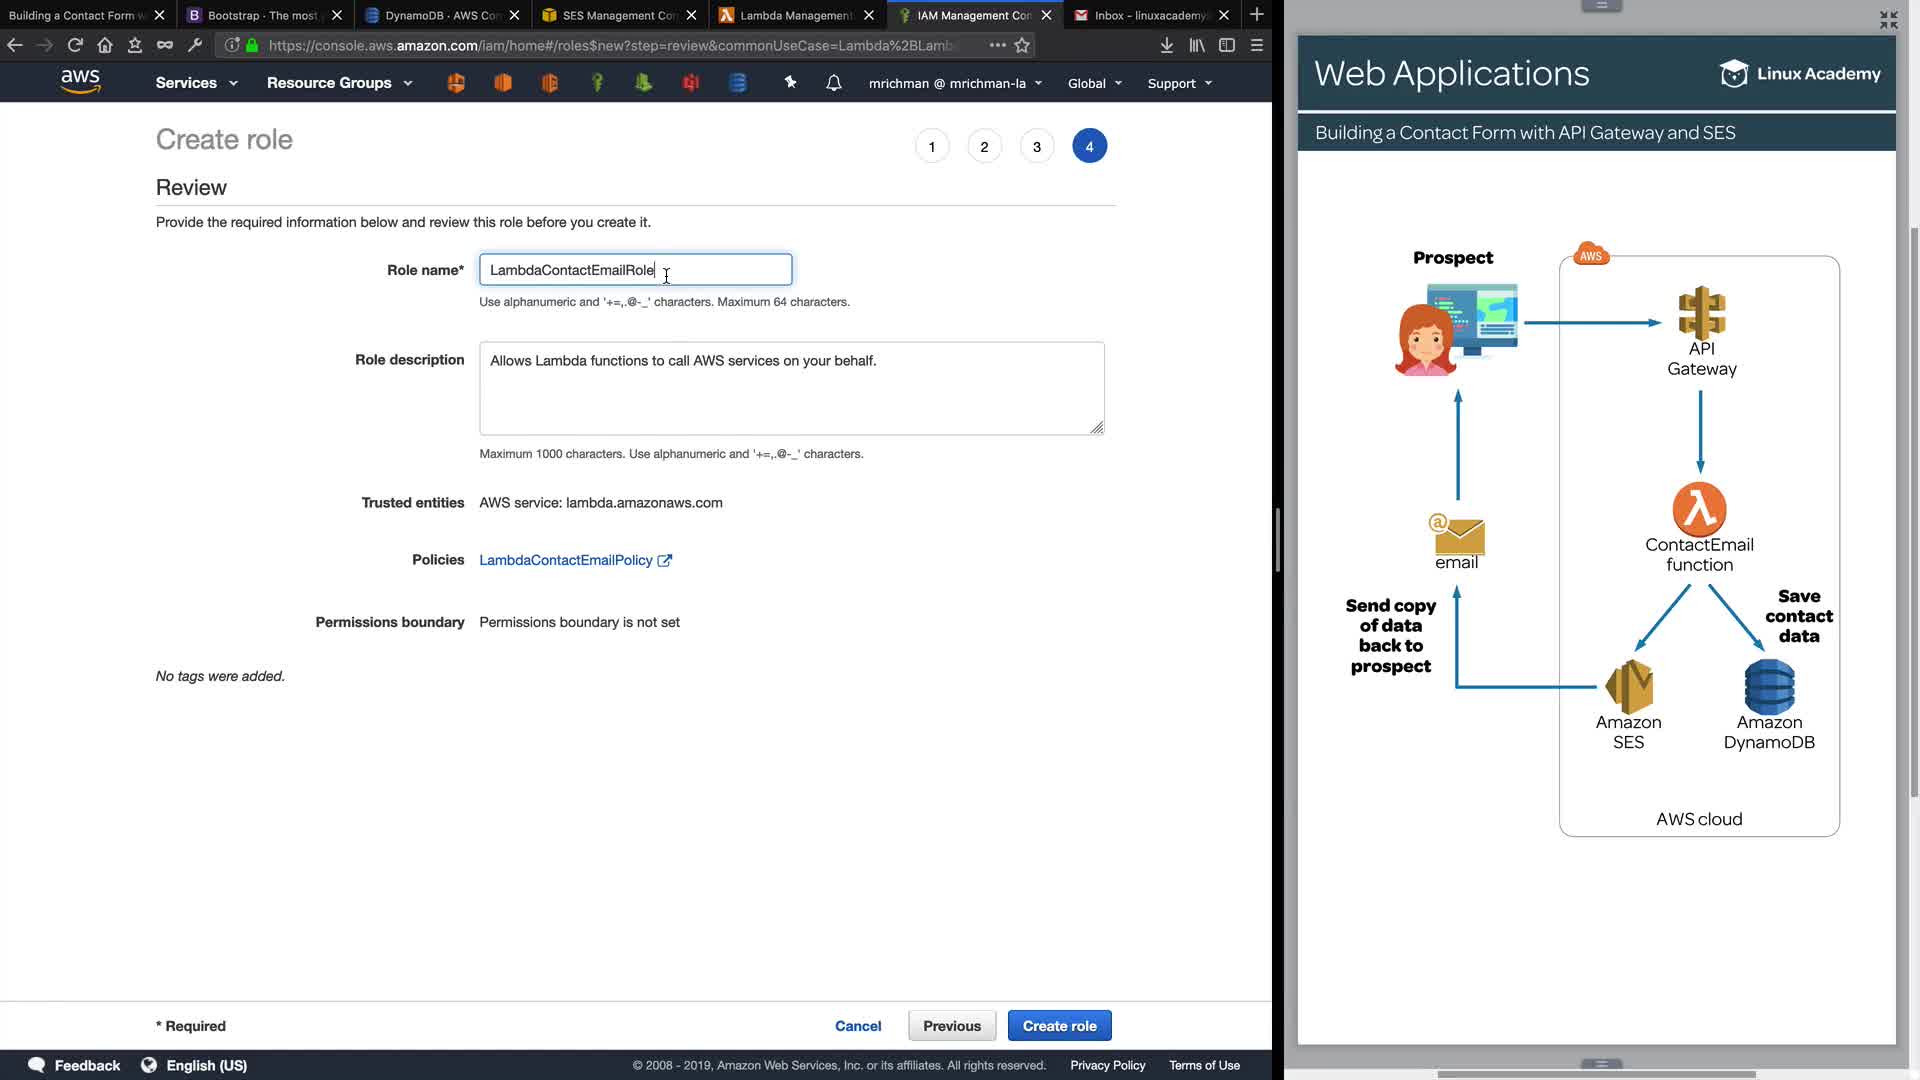 Building a Contact Form w
Bootstrap · The most
DynamoDB · AWS Con
SES Management Con
Lambda Management
IAM Management Con
Inbox - linuxacademy
https://console.aws.amazon.com/iam/home#/roles$new?step=review&commonUseCase=Lambda%2BLamb
aws
Services
Resource Groups
mrichman @ mrichman-la
Global
Support
Create role
1
2
3
4
Review
Provide the required information below and review this role before you create it.
Role name*
LambdaContactEmailRole
Use alphanumeric and '+=,.@-_' characters. Maximum 64 characters.
Role description
Allows Lambda functions to call AWS services on your behalf.
Maximum 1000 characters. Use alphanumeric and '+=,.@-_' characters.
Trusted entities
AWS service: lambda.amazonaws.com
Policies
LambdaContactEmailPolicy
Permissions boundary
Permissions boundary is not set
No tags were added.
* Required
Cancel
Previous
Create role
Feedback
English (US)
© 2008 - 2019, Amazon Web Services, Inc. or its affiliates. All rights reserved.
Privacy Policy
Terms of Use
Web Applications
Linux Academy
Building a Contact Form with API Gateway and SES
Prospect
AWS
API
Gateway
ContactEmail
function
@
email
Send copy
of data
back to
prospect
Save
contact
data
Amazon
SES
Amazon
DynamoDB
AWS cloud